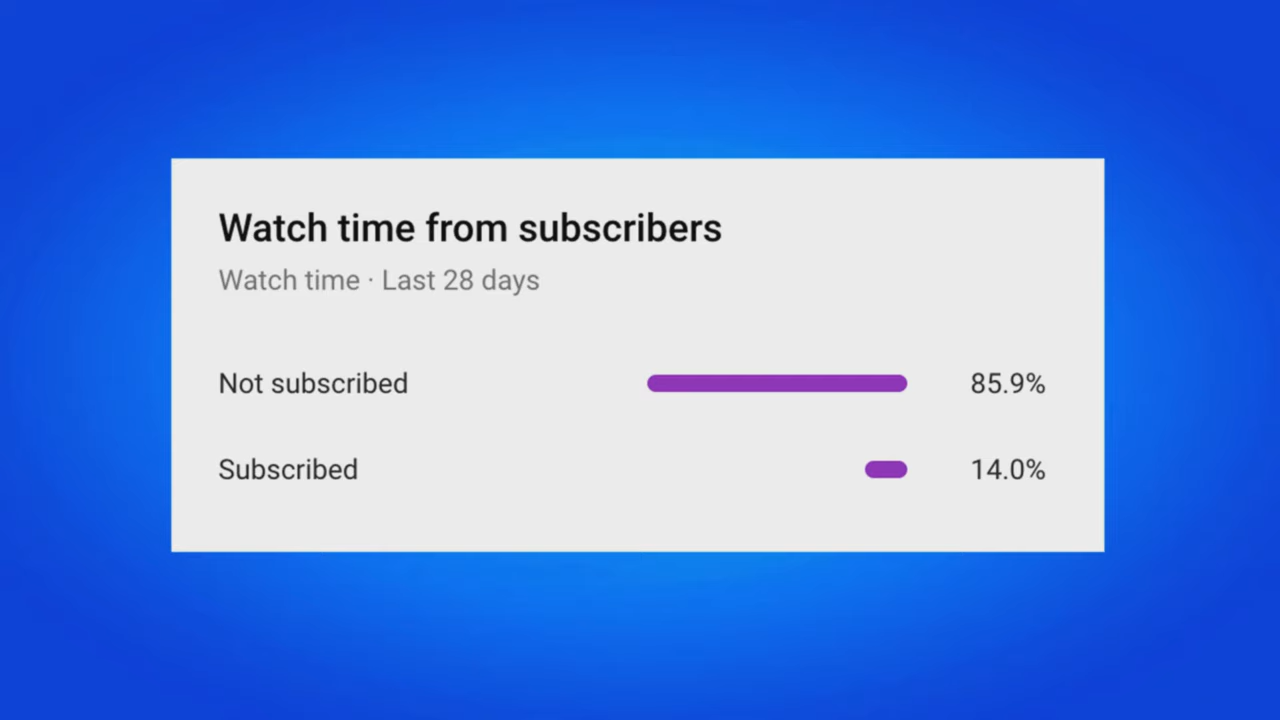 Watch time from subscribers
Watch time · Last 28 days
Not subscribed 85.9%
Subscribed 14.0%